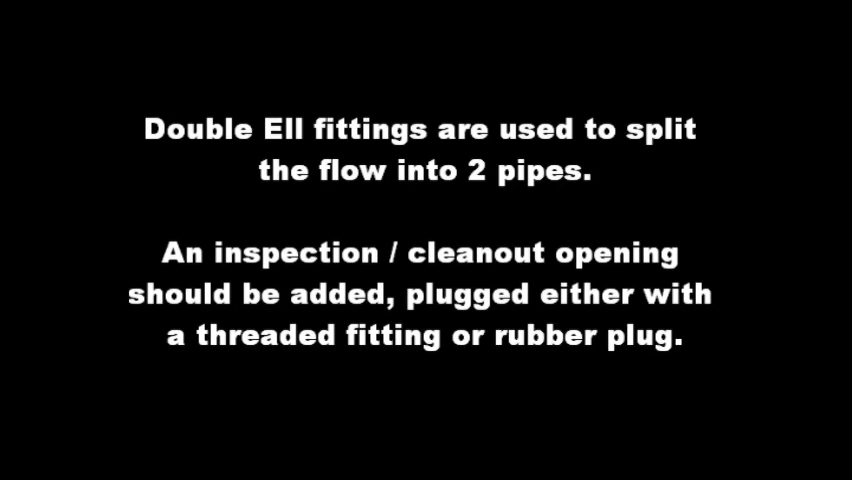 Double Ell fittings are used to split
the flow into 2 pipes.
An inspection / cleanout opening
should be added, plugged either with
a threaded fitting or rubber plug.